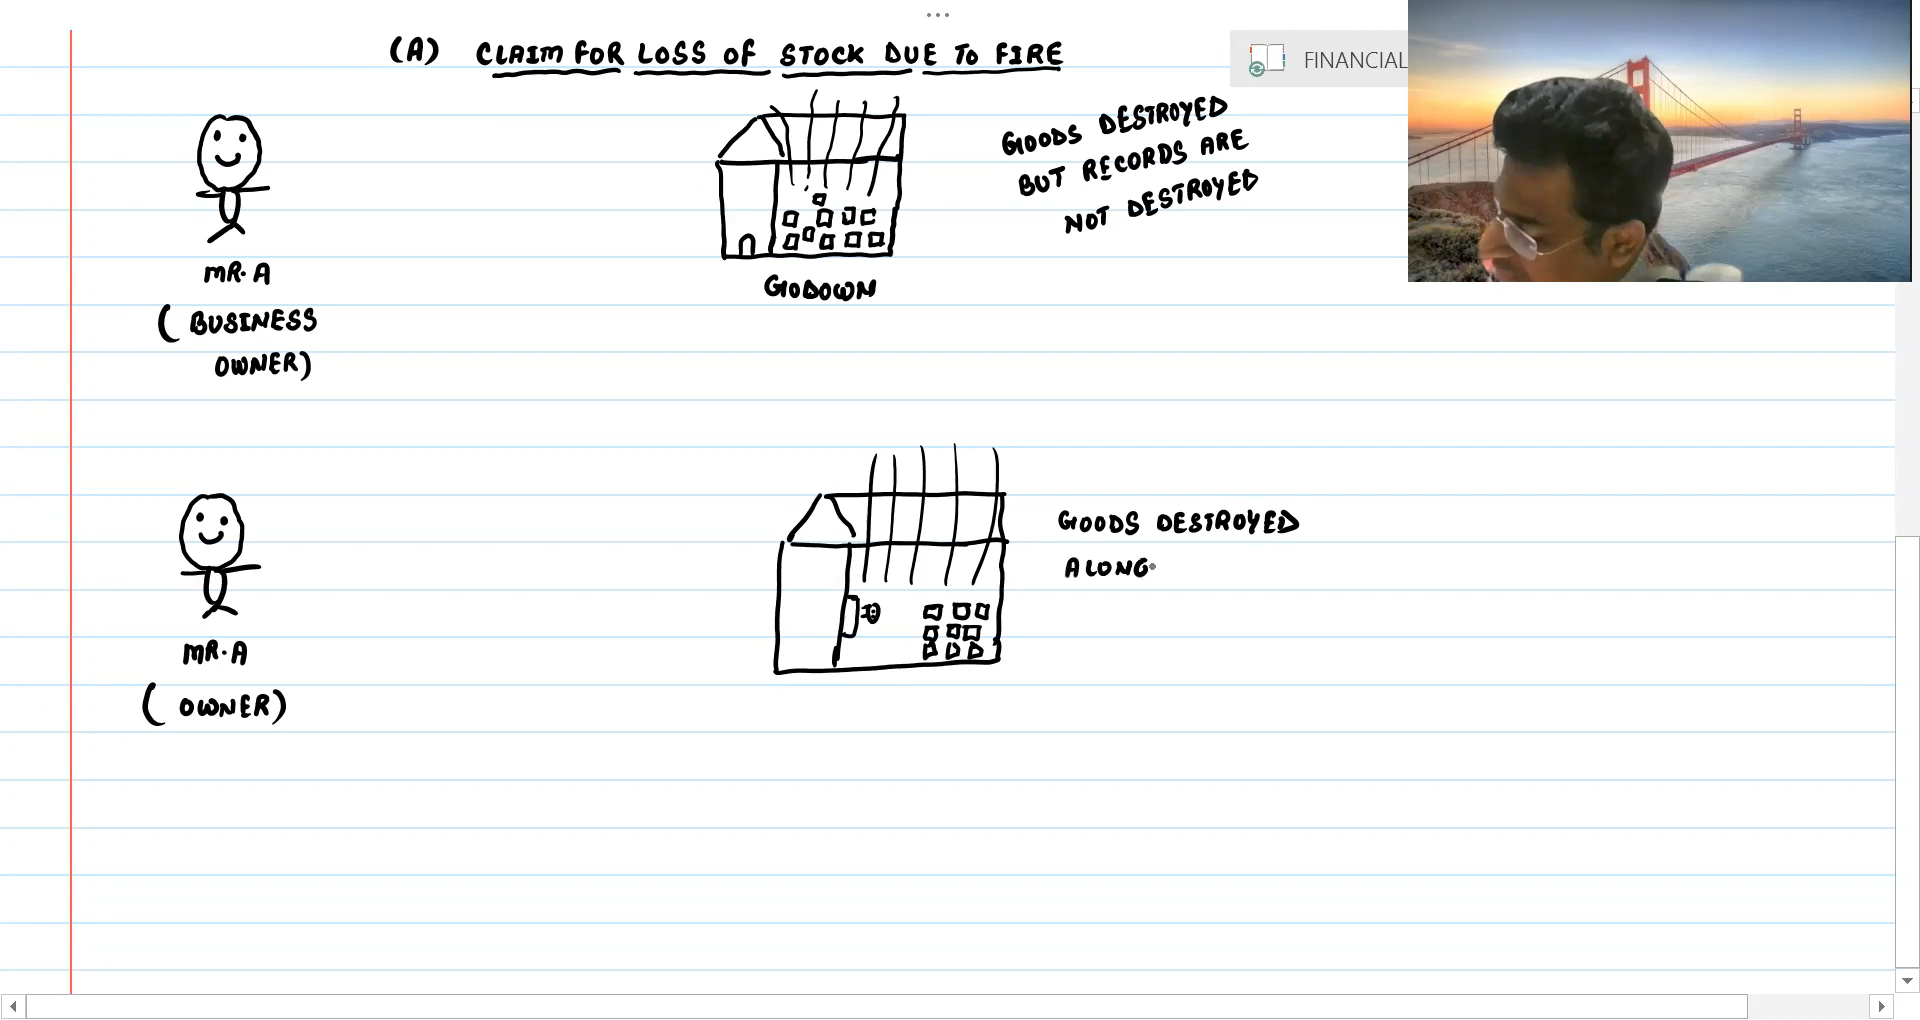 (A) CLAIM FOR LOSS OF STOCK DUE TO FIRE
FINANCIAL
GOODS DESTROYED
BUT RECORDS ARE
NOT DESTROYED
MR. A
(BUSINESS
OWNER)
GODOWN
GOODS DESTROYED
ALONG
MR. A
(OWNER)